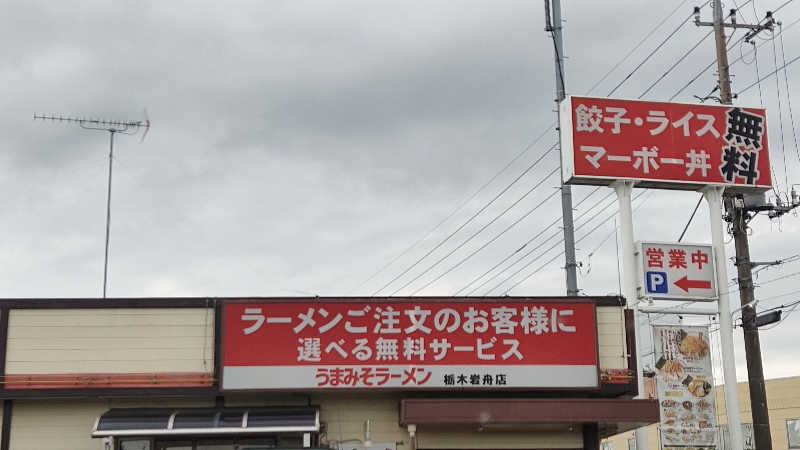 餃子・ライス
マーボー丼
無料
営業中
P
ラーメンご注文のお客様に
選べる無料サービス
うまみそラーメン 栃木岩舟店